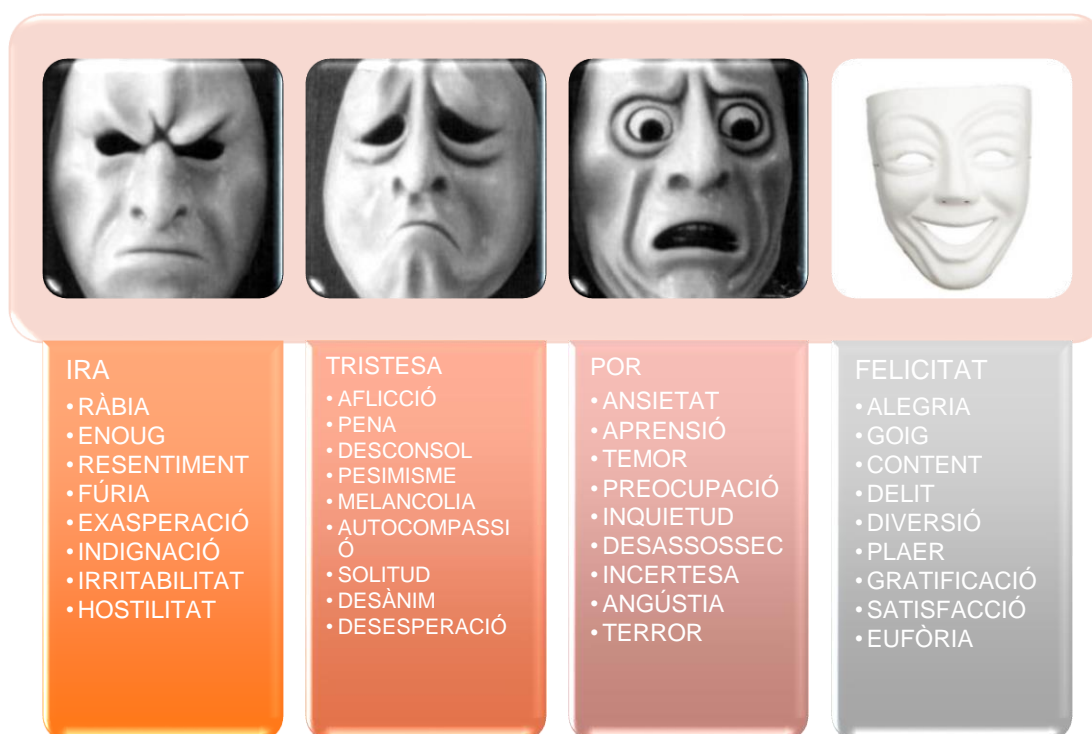 IRA
• RÀBIA
• ENOUG
• RESENTIMENT
• FÚRIA
• EXASPERACIÓ
• INDIGNACIÓ
• IRRITABILITAT
• HOSTILITAT
TRISTESA
• AFLICCIÓ
• PENA
• DESCONSOL
• PESIMISME
• MELANCOLIA
• AUTOCOMPASSI
Ó
• SOLITUD
• DESÀNIM
• DESESPERACIÓ
POR
• ANSIETAT
• APRENSIÓ
• TEMOR
• PREOCUPACIÓ
• INQUIETUD
• DESASSOSSEC
• INCERTESA
• ANGÚSTIA
• TERROR
FELICITAT
• ALEGRIA
• GOIG
• CONTENT
• DELIT
• DIVERSIÓ
• PLAER
• GRATIFICACIÓ
• SATISFACCIÓ
• EUFÒRIA